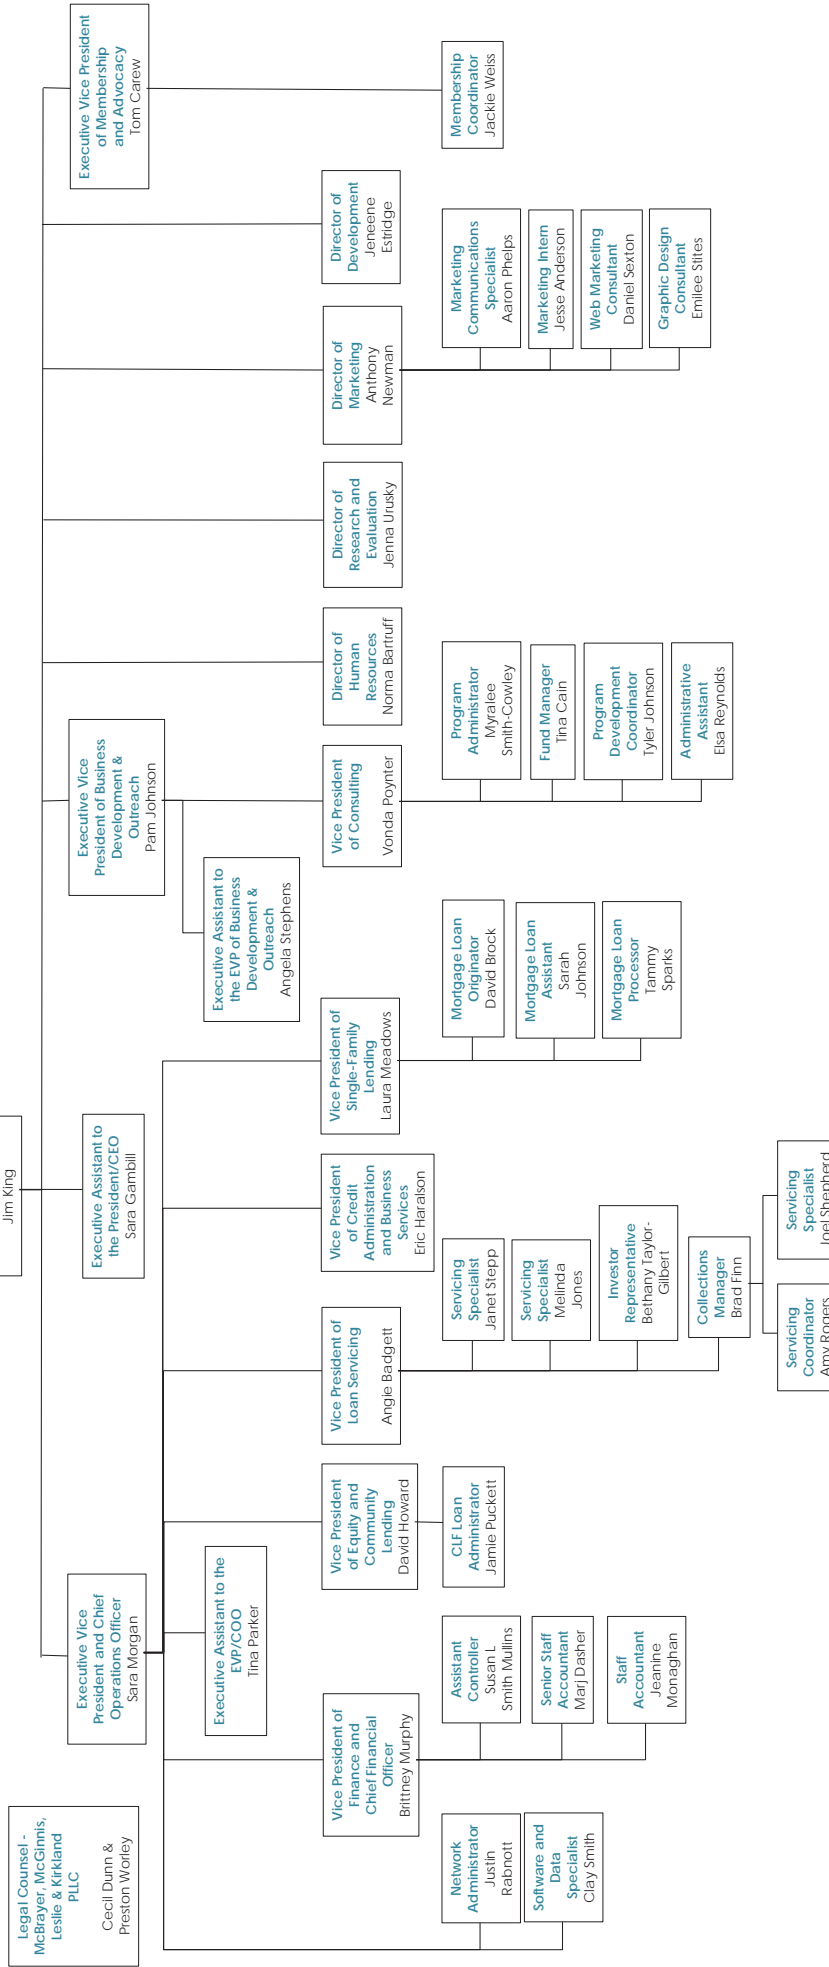 Jim King
Legal Counsel -
McBrayer, McGinnis,
Leslie & Kirkland
PLLC
Cecil Dunn &
Preston Worley
Executive Vice
President and Chief
Operations Officer
Sara Morgan
Executive Assistant to
the President/CEO
Sara Gambill
Executive Vice
President of Business
Development &
Outreach
Pam Johnson
Executive Vice President
of Membership
and Advocacy
Tom Carew
Executive Assistant to the
EVP/COO
Tina Parker
Executive Assistant to
the EVP of Business
Development &
Outreach
Angela Stephens
Vice President of
Finance and
Chief Financial
Officer
Brittney Murphy
Vice President
of Equity and
Community
Lending
David Howard
Vice President of
Loan Servicing
Angie Badgett
Vice President
of Credit
Administration
and Business
Services
Eric Haralson
Vice President of
Single-Family
Lending
Laura Meadows
Vice President
of Consulting
Vonda Poynter
Director of
Human
Resources
Norma Bartruff
Director of
Research and
Evaluation
Jenna Urusky
Director of
Marketing
Anthony
Newman
Director of
Development
Jeneene
Estridge
Network
Administrator
Justin
Rabnott
Software and
Data
Specialist
Clay Smith
Assistant
Controller
Susan L
Smith Mullins
Senior Staff
Accountant
Marj Dasher
Staff
Accountant
Jeanine
Monaghan
CLF Loan
Administrator
Jamie Puckett
Servicing
Specialist
Janet Stepp
Servicing
Specialist
Melinda
Jones
Investor
Representative
Bethany Taylor-
Gilbert
Collections
Manager
Brad Finn
Servicing
Coordinator
Amy Rogers
Servicing
Specialist
Joel Shepherd
Mortgage Loan
Originator
David Brock
Mortgage Loan
Assistant
Sarah
Johnson
Mortgage Loan
Processor
Tammy
Sparks
Program
Administrator
Myralee
Smith-Cowley
Fund Manager
Tina Cain
Program
Development
Coordinator
Tyler Johnson
Administrative
Assistant
Elsa Reynolds
Marketing
Communications
Specialist
Aaron Phelps
Marketing Intern
Jesse Anderson
Web Marketing
Consultant
Daniel Sexton
Graphic Design
Consultant
Emilee Stites
Membership
Coordinator
Jackie Weiss